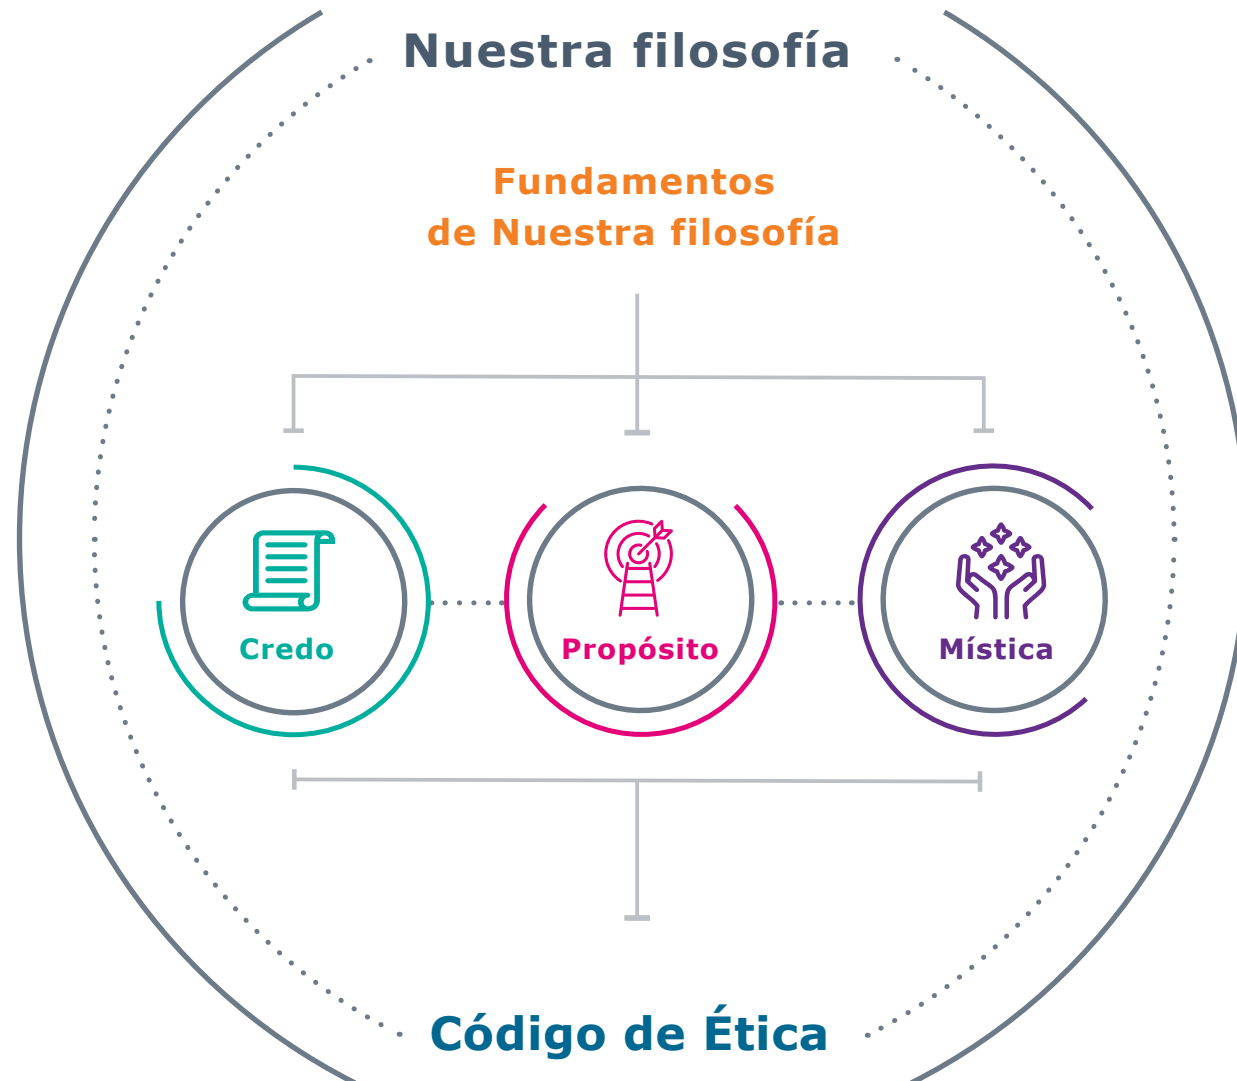 Nuestra filosofía
Fundamentos
de Nuestra filosofía
Credo
Propósito
Mística
Código de Ética